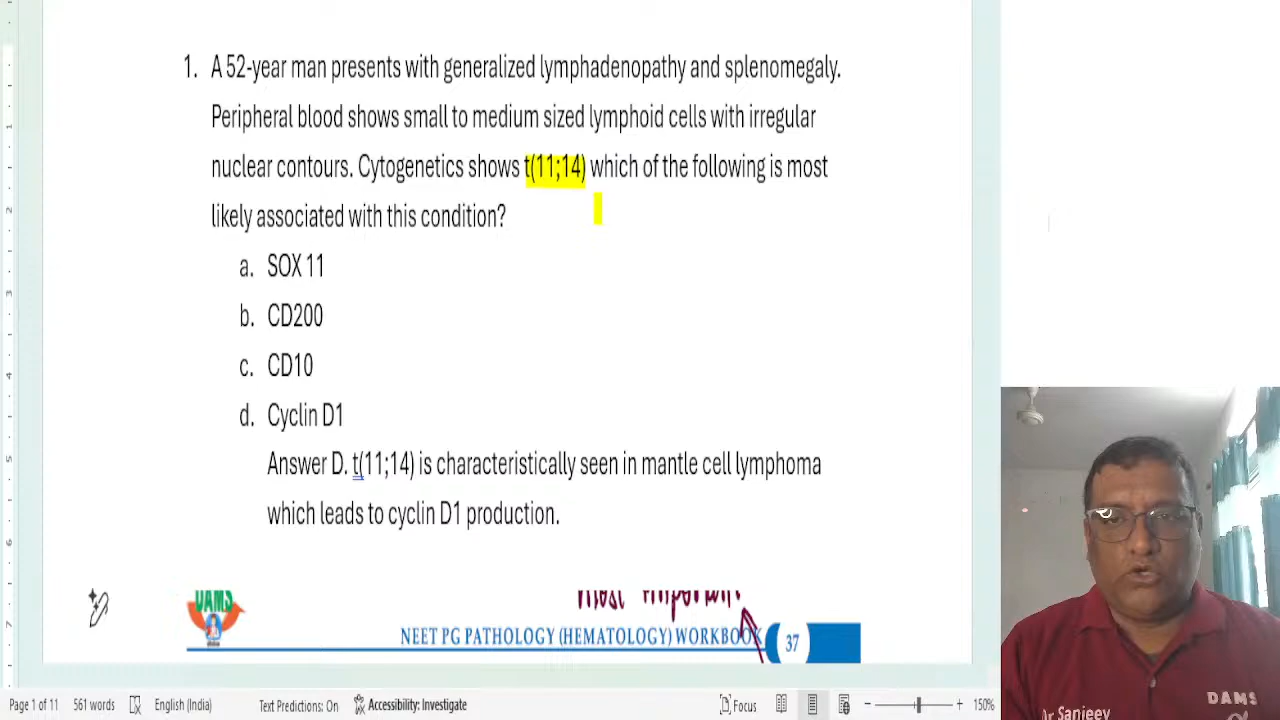 1. A 52-year man presents with generalized lymphadenopathy and splenomegaly.
Peripheral blood shows small to medium sized lymphoid cells with irregular
nuclear contours. Cytogenetics shows t(11;14) which of the following is most
likely associated with this condition?
a. SOX 11
b. CD200
c. CD10
d. Cyclin D1
Answer D. t(11;14) is characteristically seen in mantle cell lymphoma
which leads to cyclin D1 production.
most important
DAMS
NEET PG PATHOLOGY (HEMATOLOGY) WORKBOOK 37
DAMS
Dr Sanjeev
Page 1 of 11 561 words English (India) Text Predictions: On Accessibility: Investigate Focus 150%